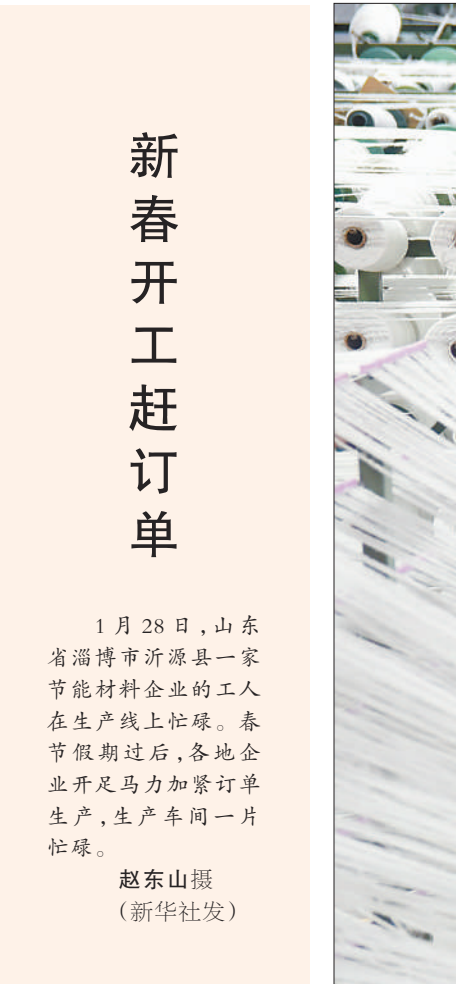 新春开工赶订单
1月28日，山东
省淄博市沂源县一家
节能材料企业的工人
在生产线上忙碌。春
节假期过后，各地企
业开足马力加紧订单
生产，生产车间一片
忙碌。
赵东山摄
（新华社发）